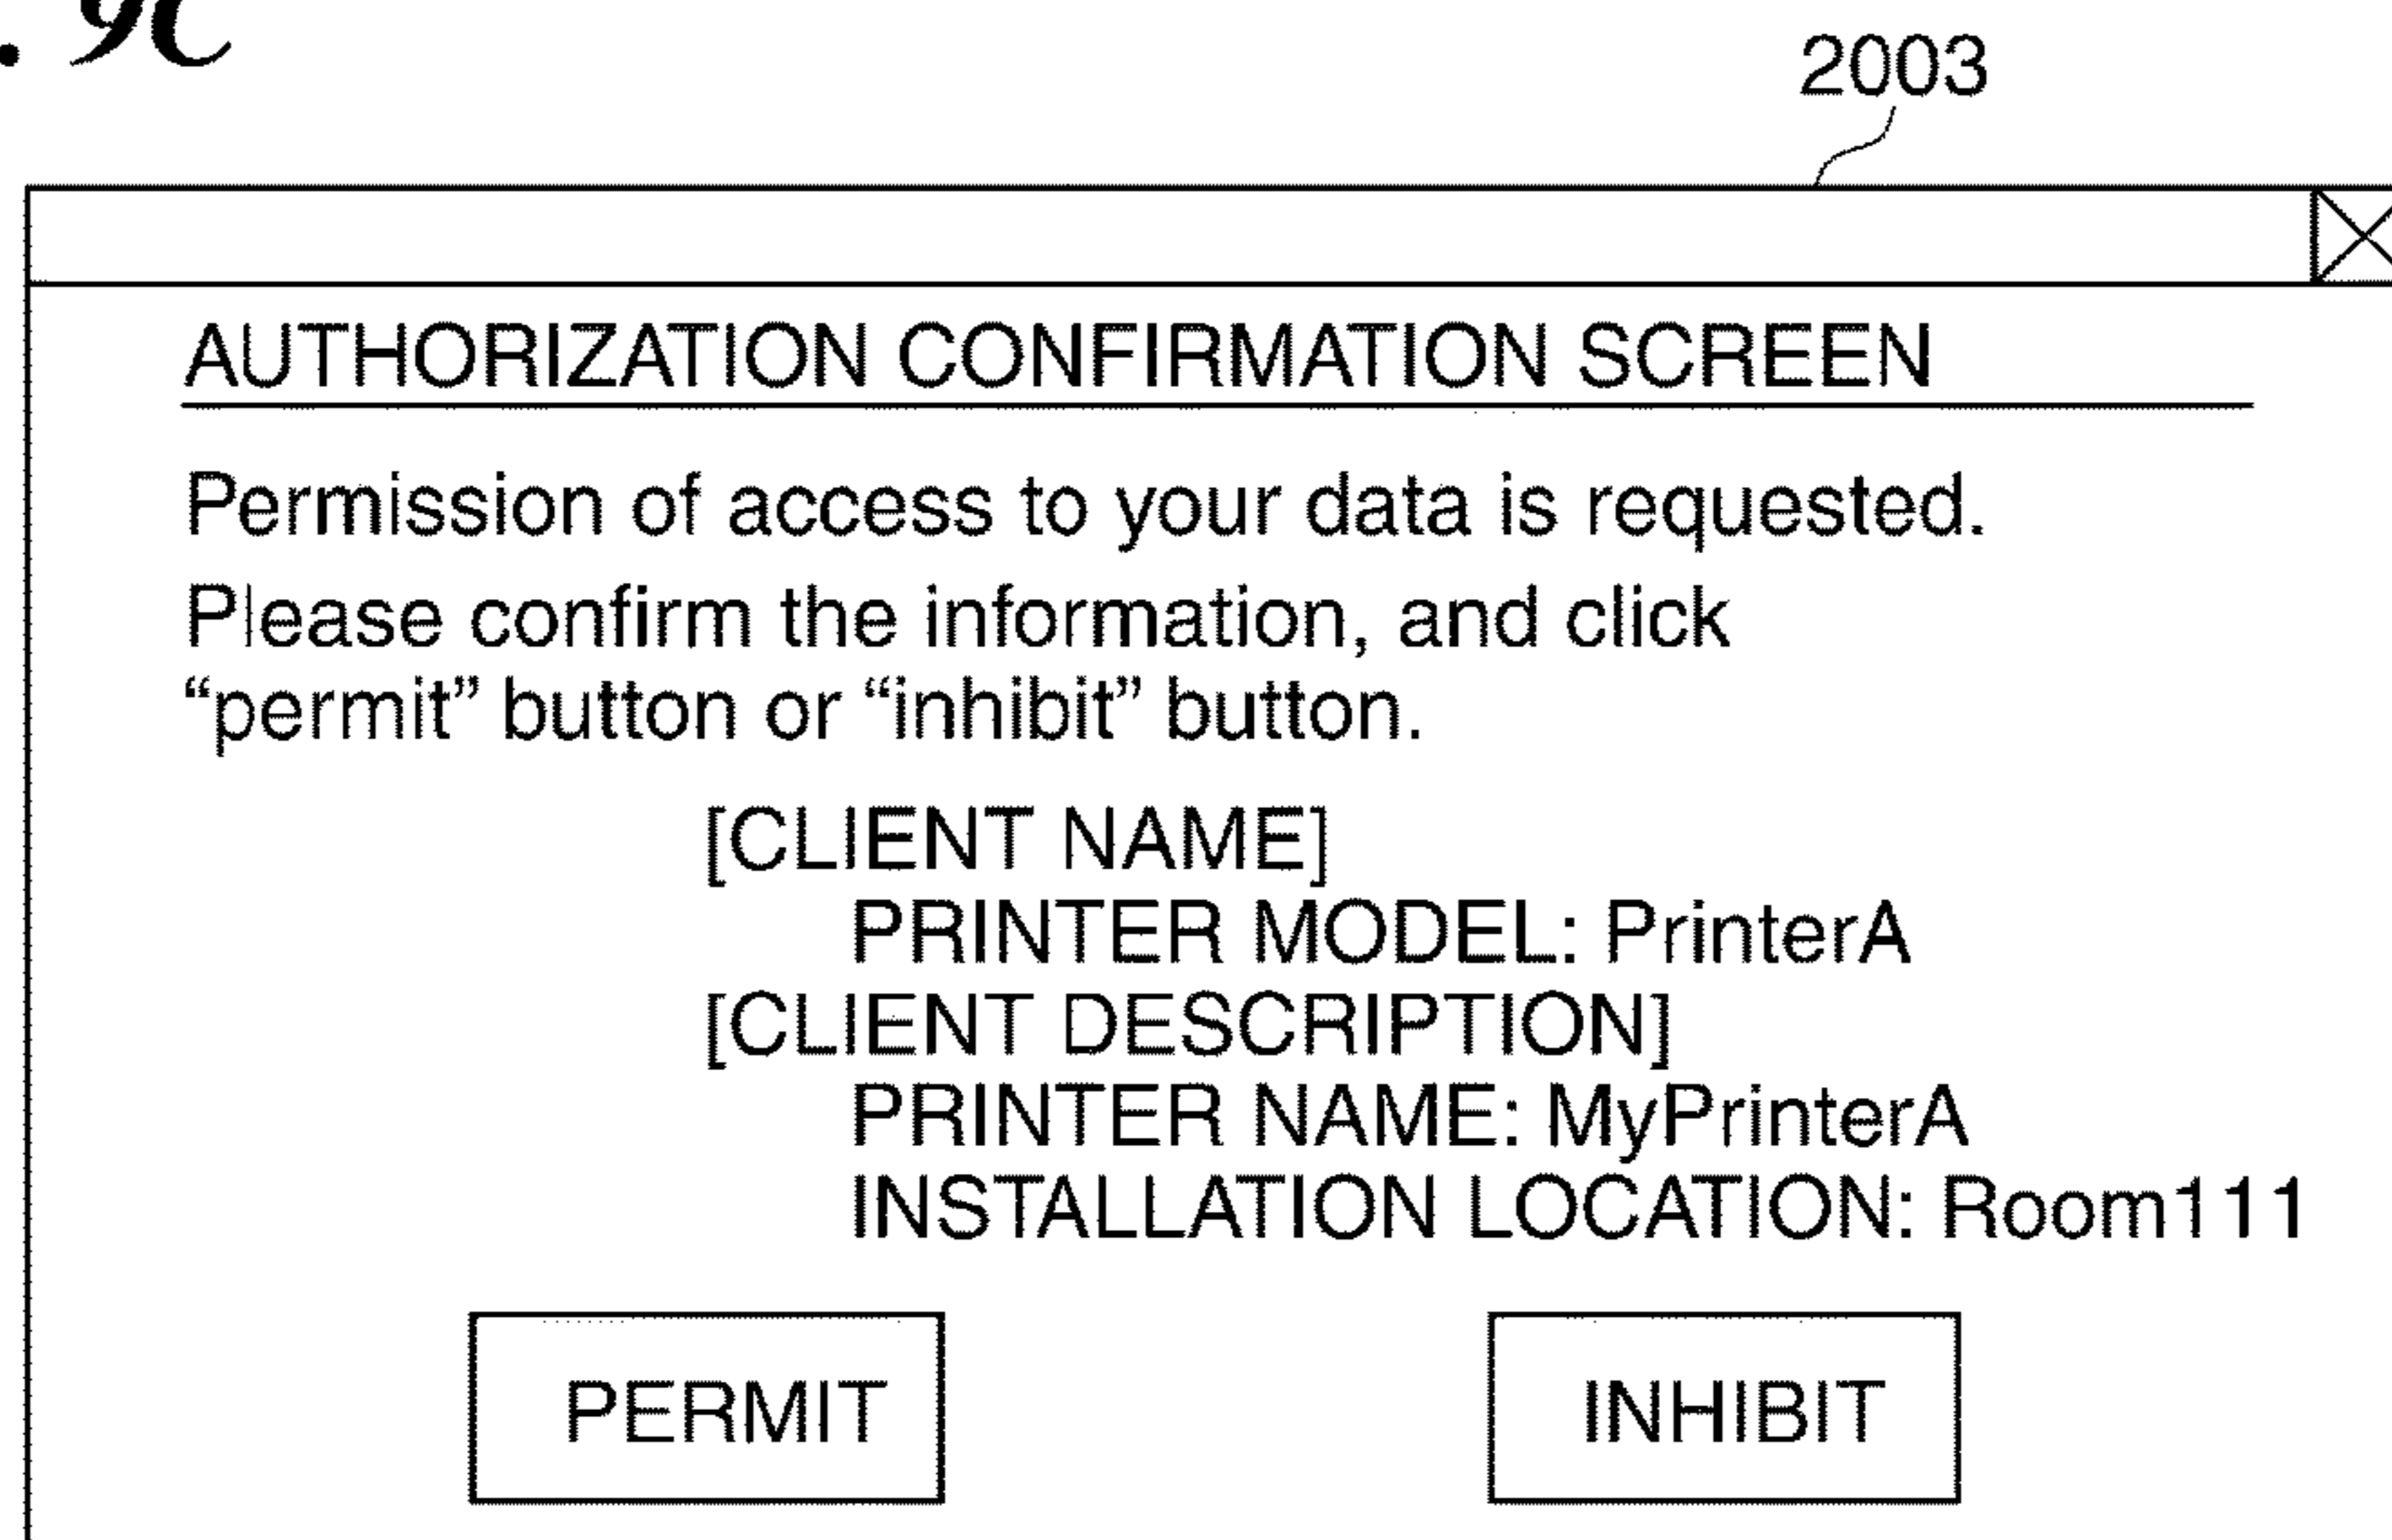 . 9C
2003
AUTHORIZATION CONFIRMATION SCREEN
Permission of access to your data is requested.
Please confirm the information, and click
“permit” button or “inhibit” button.
[CLIENT NAME]
PRINTER MODEL: PrinterA
[CLIENT DESCRIPTION]
PRINTER NAME: MyPrinterA
INSTALLATION LOCATION: Room111
PERMIT
INHIBIT